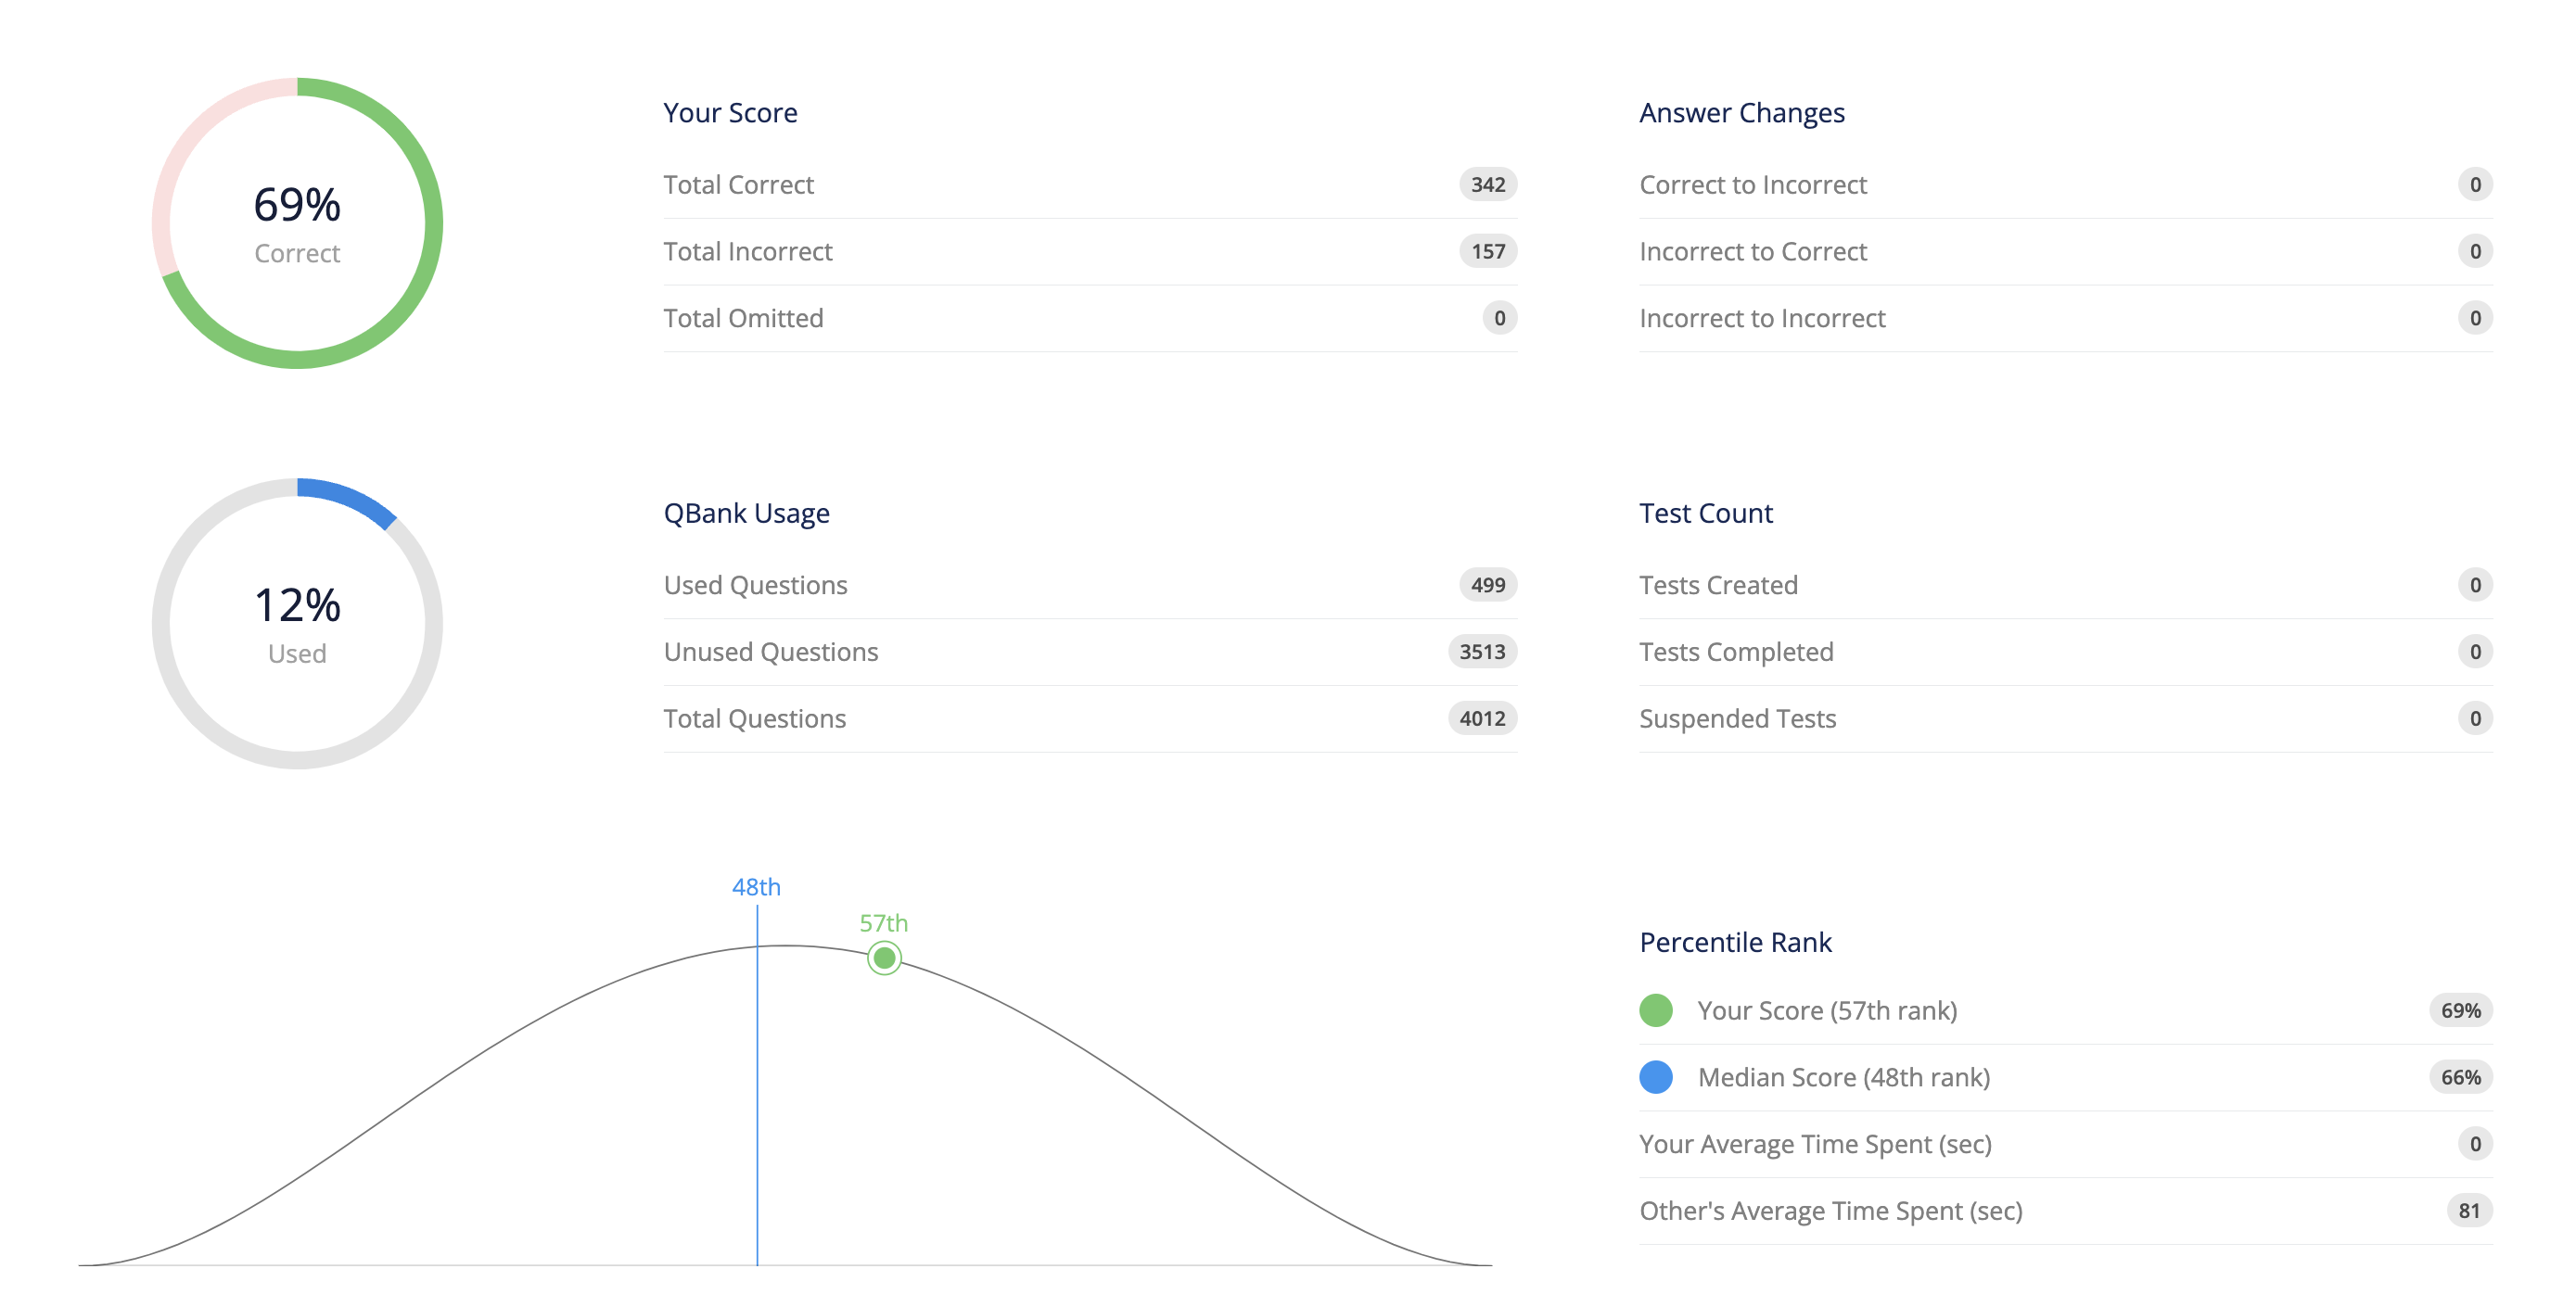 69%
Correct
Your Score
Total Correct 342
Total Incorrect 157
Total Omitted 0
Answer Changes
Correct to Incorrect 0
Incorrect to Correct 0
Incorrect to Incorrect 0
12%
Used
QBank Usage
Used Questions 499
Unused Questions 3513
Total Questions 4012
Test Count
Tests Created 0
Tests Completed 0
Suspended Tests 0
48th
57th
Percentile Rank
Your Score (57th rank) 69%
Median Score (48th rank) 66%
Your Average Time Spent (sec) 0
Other's Average Time Spent (sec) 81